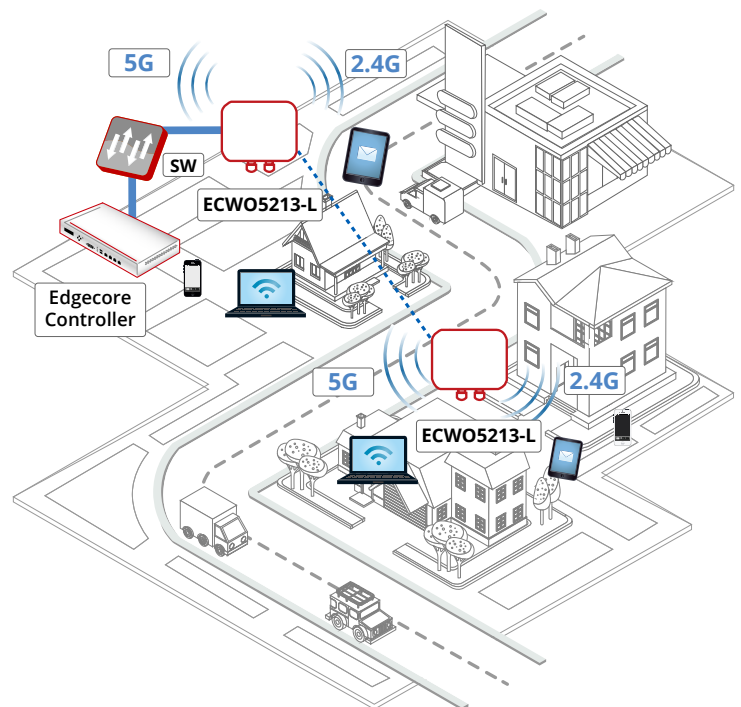 5G
2.4G
SW
ECWO5213-L
Edgecore
Controller
5G
2.4G
ECWO5213-L